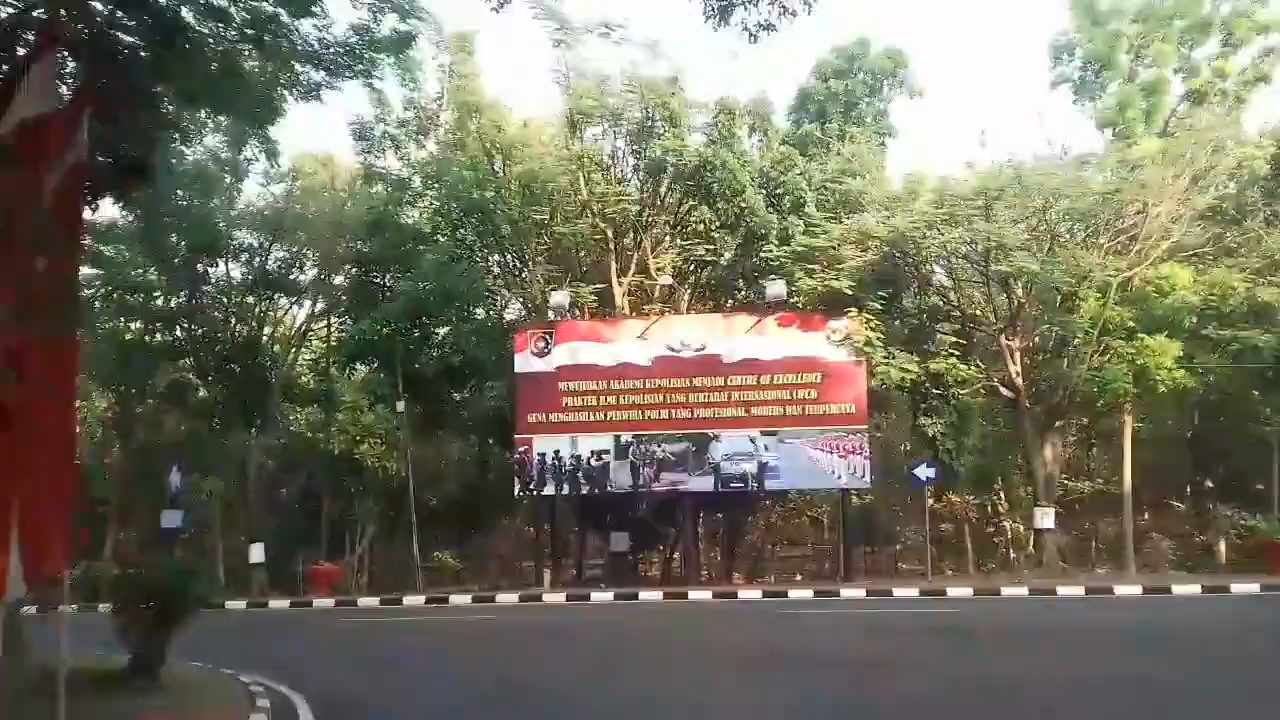 MEWUJUDKAN AKADEMI KEPOLISIAN MENJADI CENTRE OF EXCELLENCE
PRAKTEK ILMU KEPOLISIAN YANG BERTARAF INTERNASIONAL (WCU)
GUNA MENGHASILKAN PERWIRA POLRI YANG PROFESIONAL, MODERN DAN TERPERCAYA